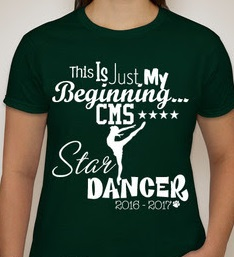 This Is Just My
Beginning...
CMS
Star
DANCER
2016 - 2017